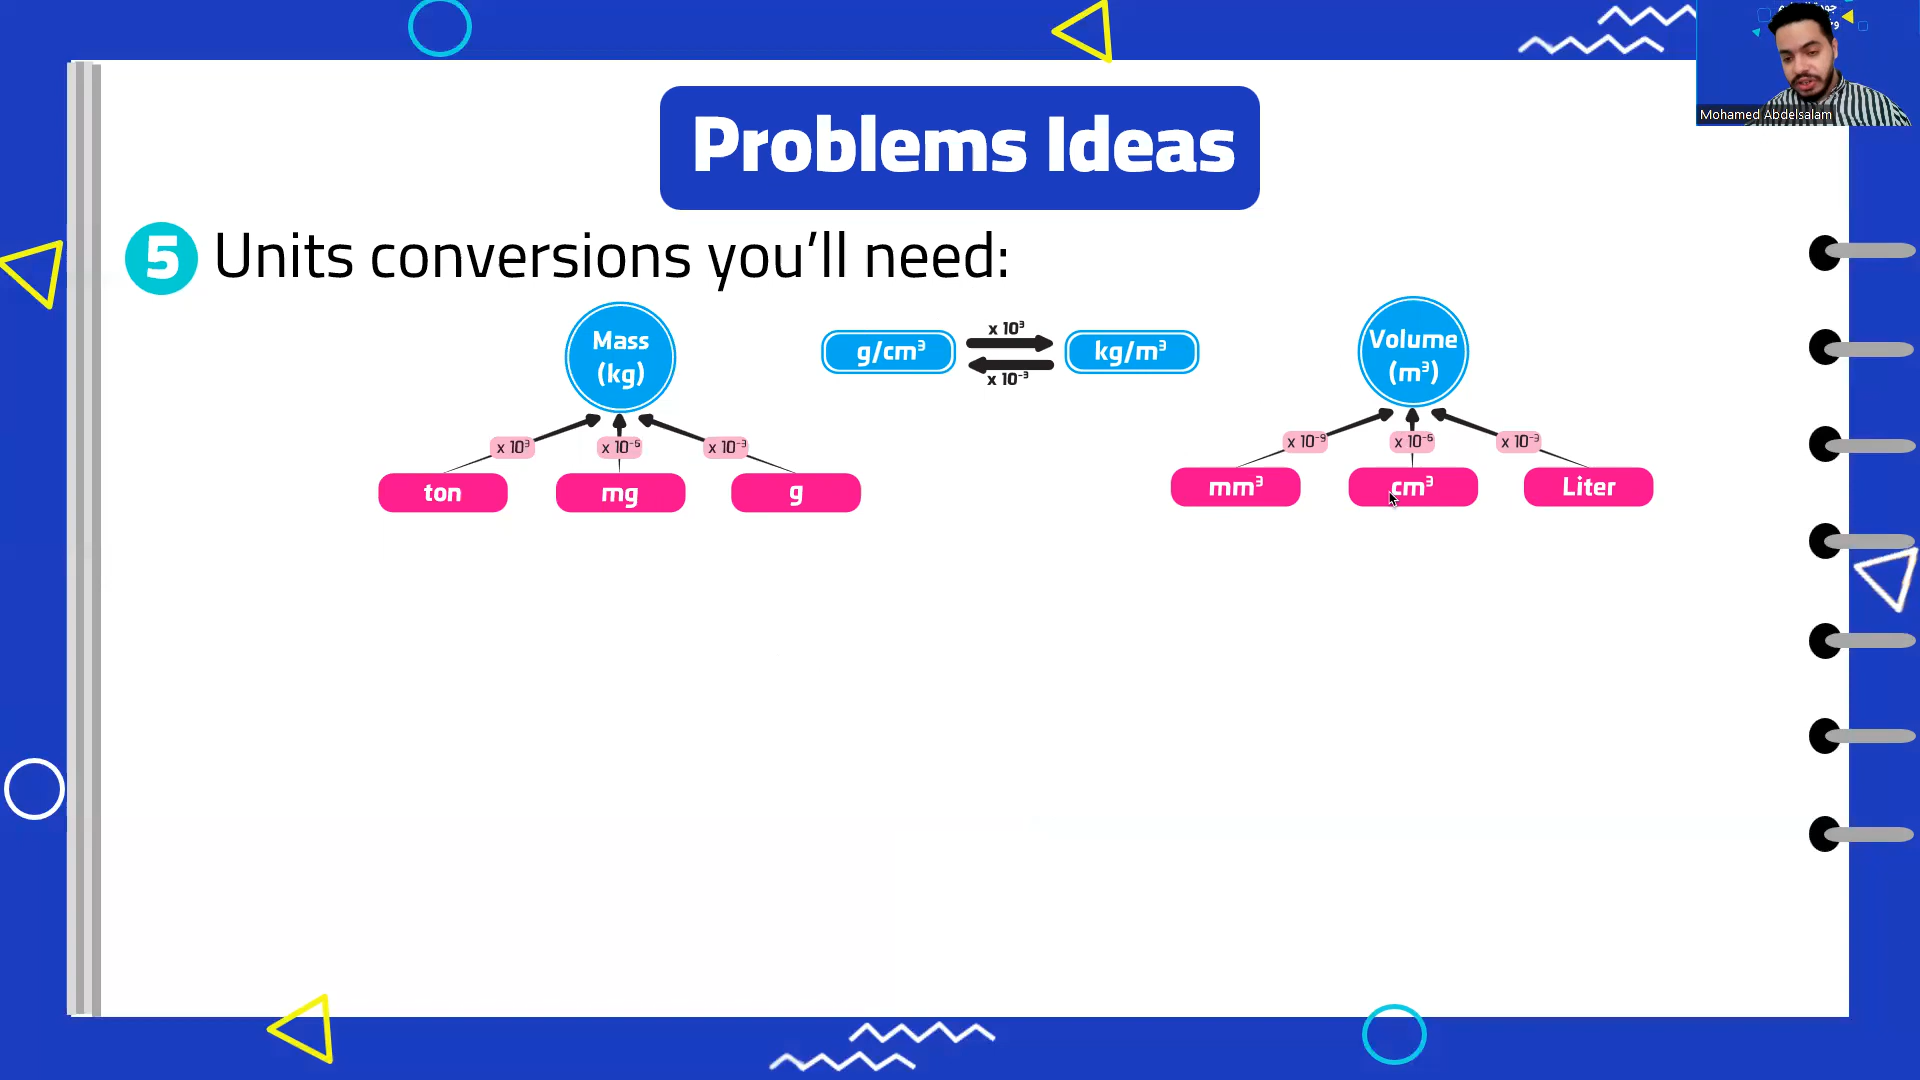 Problems Ideas
Mohamed Abdelsalam
5 Units conversions you'll need:
Mass
(kg)
g/cm³
x 10³
x 10⁻³
kg/m³
Volume
(m³)
x 10³
x 10⁻⁶
x 10⁻³
x 10⁻⁹
x 10⁻⁶
x 10⁻³
ton
mg
g
mm³
cm³
Liter